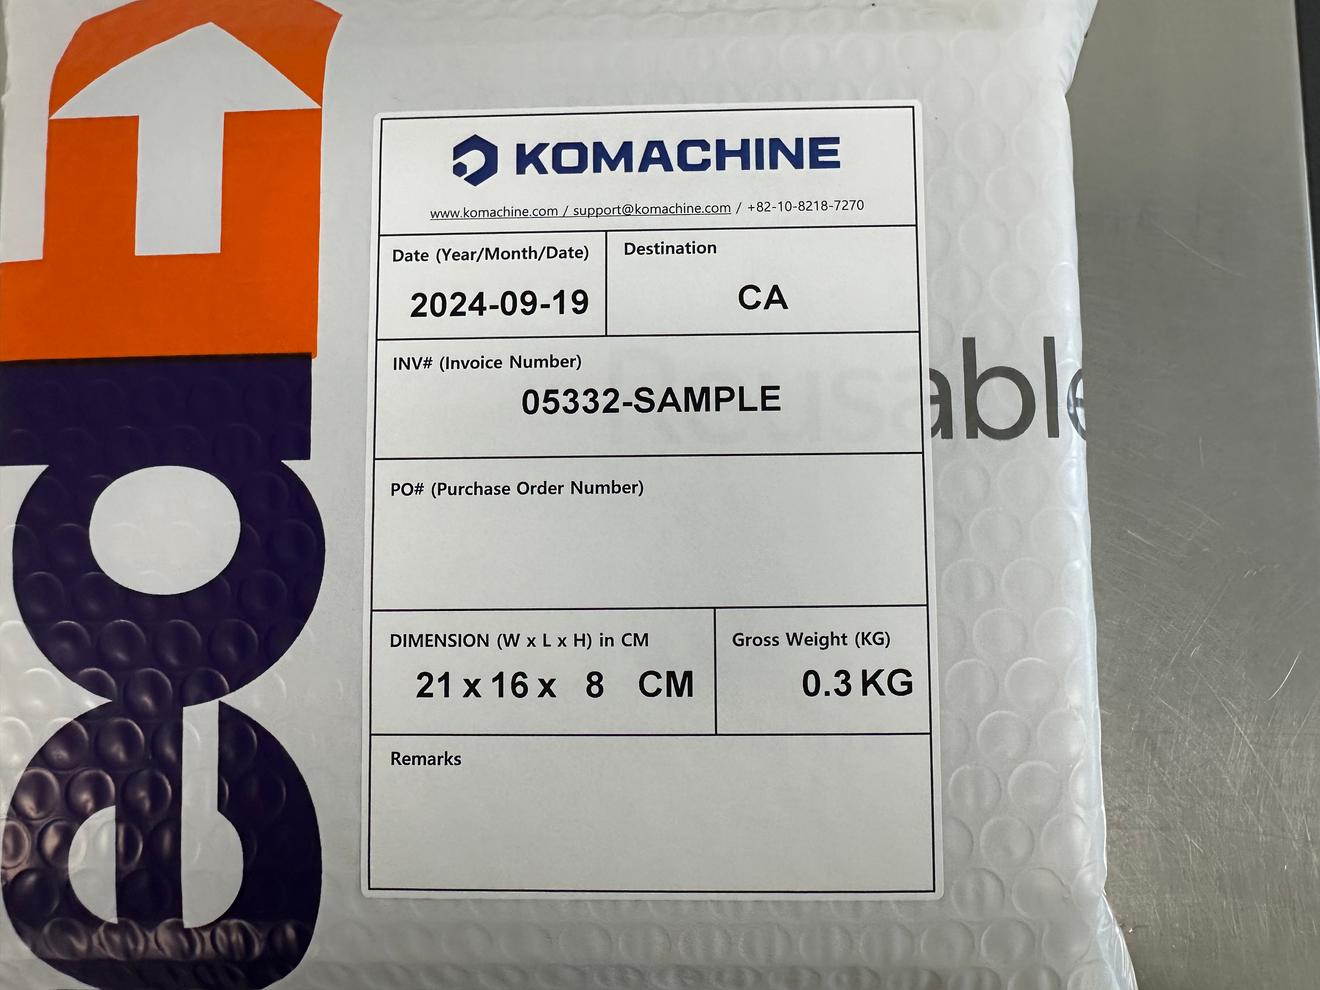 KOMACHINE
www.komachine.com / support@komachine.com / +82-10-8218-7270
Date (Year/Month/Date)
2024-09-19
Destination
CA
INV# (Invoice Number)
05332-SAMPLE
Reusable
PO# (Purchase Order Number)
DIMENSION (W x L x H) in CM
21 x 16 x 8 CM
Gross Weight (KG)
0.3 KG
Remarks
edE